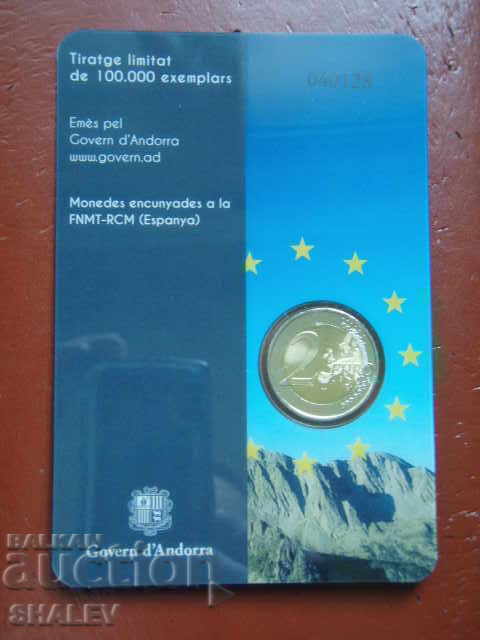 Tiratge limitat
de 100.000 exemplars
040128
Emès pel
Govern d'Andorra
www.govern.ad
Monedes encunyades a la
FNMT-RCM (Espanya)
2
Govern d'Andorra
BALKAN
auction
SHALEV